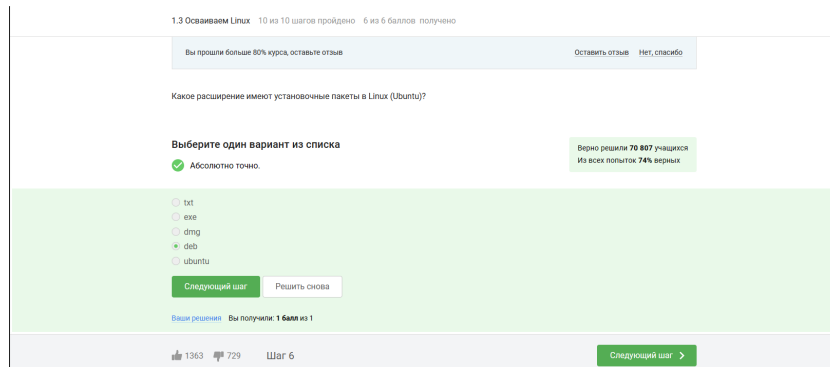 1.3 Осваиваем Linux 10 из 10 шагов пройдено 6 из 6 баллов получено
Вы прошли больше 80% курса, оставьте отзыв Оставить отзыв Нет, спасибо
Какое расширение имеют установочные пакеты в Linux (Ubuntu)?
Выберите один вариант из списка
Абсолютно точно.
Верно решили 70 807 учащихся
Из всех попыток 74% верных
txt
exe
dmg
deb
ubuntu
Следующий шаг Решить снова
Ваши решения Вы получили: 1 балл из 1
1363 729 Шаг 6 Следующий шаг